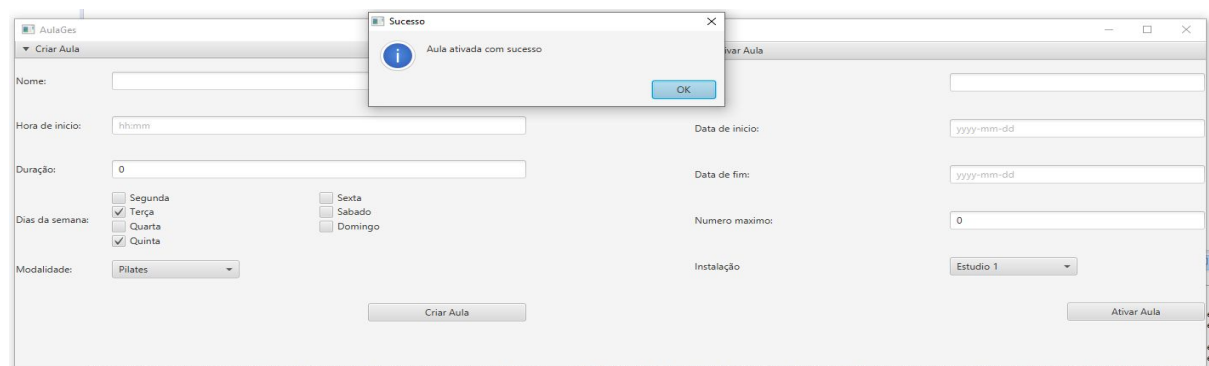 AulaGes
Sucesso
Criar Aula
Aula ativada com sucesso
OK
Nome:
Hora de inicio:
hh:mm
Duração:
0
Dias da semana:
Segunda
Terça
Quarta
Quinta
Sexta
Sabado
Domingo
Modalidade:
Pilates
Criar Aula
Aula
Data de inicio:
yyyy-mm-dd
Data de fim:
yyyy-mm-dd
Numero maximo:
0
Instalação
Estudio 1
Ativar Aula